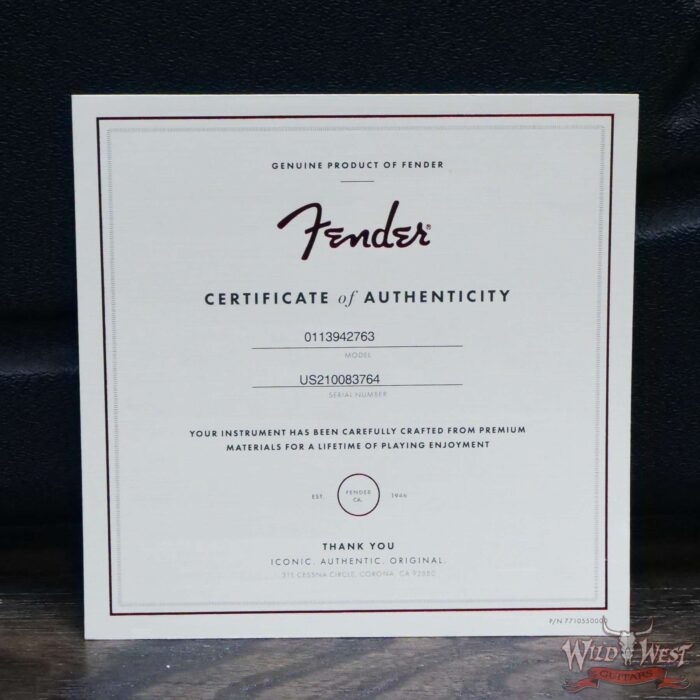 GENUINE PRODUCT OF FENDER
Fender®
CERTIFICATE of AUTHENTICITY
0113942763
MODEL
US210083764
SERIAL NUMBER
YOUR INSTRUMENT HAS BEEN CAREFULLY CRAFTED FROM PREMIUM
MATERIALS FOR A LIFETIME OF PLAYING ENJOYMENT
EST. FENDER CA. 1946
THANK YOU
ICONIC. AUTHENTIC. ORIGINAL.
311 CESSNA CIRCLE, CORONA, CA 92880
WILD WEST
GUITARS